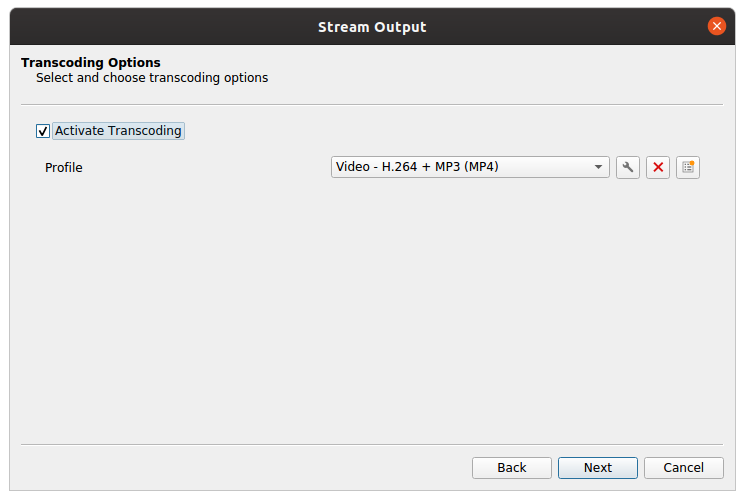 Stream Output
Transcoding Options
Select and choose transcoding options
Activate Transcoding
Profile
Video - H.264 + MP3 (MP4)
Back
Next
Cancel